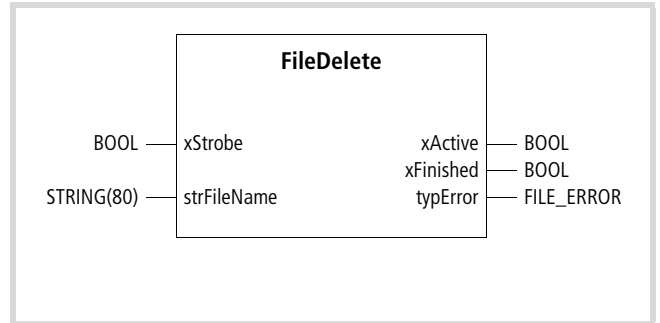 FileDelete
BOOL xStrobe xActive BOOL
xFinished BOOL
STRING(80) strFileName typError FILE_ERROR